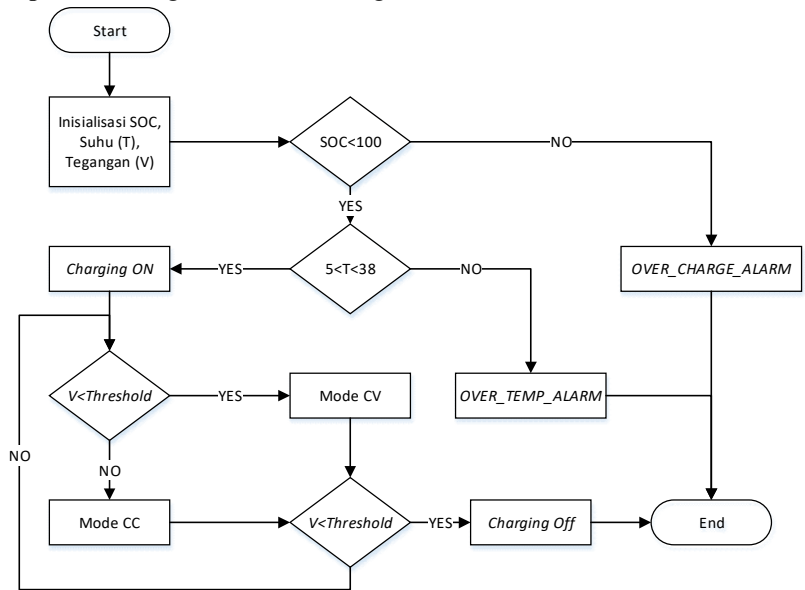 Start
Inisialisasi SOC,
Suhu (T),
Tegangan (V)
SOC<100
NO
YES
5<T<38
YES
NO
Charging ON
OVER_CHARGE_ALARM
V<Threshold
YES
Mode CV
OVER_TEMP_ALARM
NO
NO
Mode CC
V<Threshold
YES
Charging Off
End